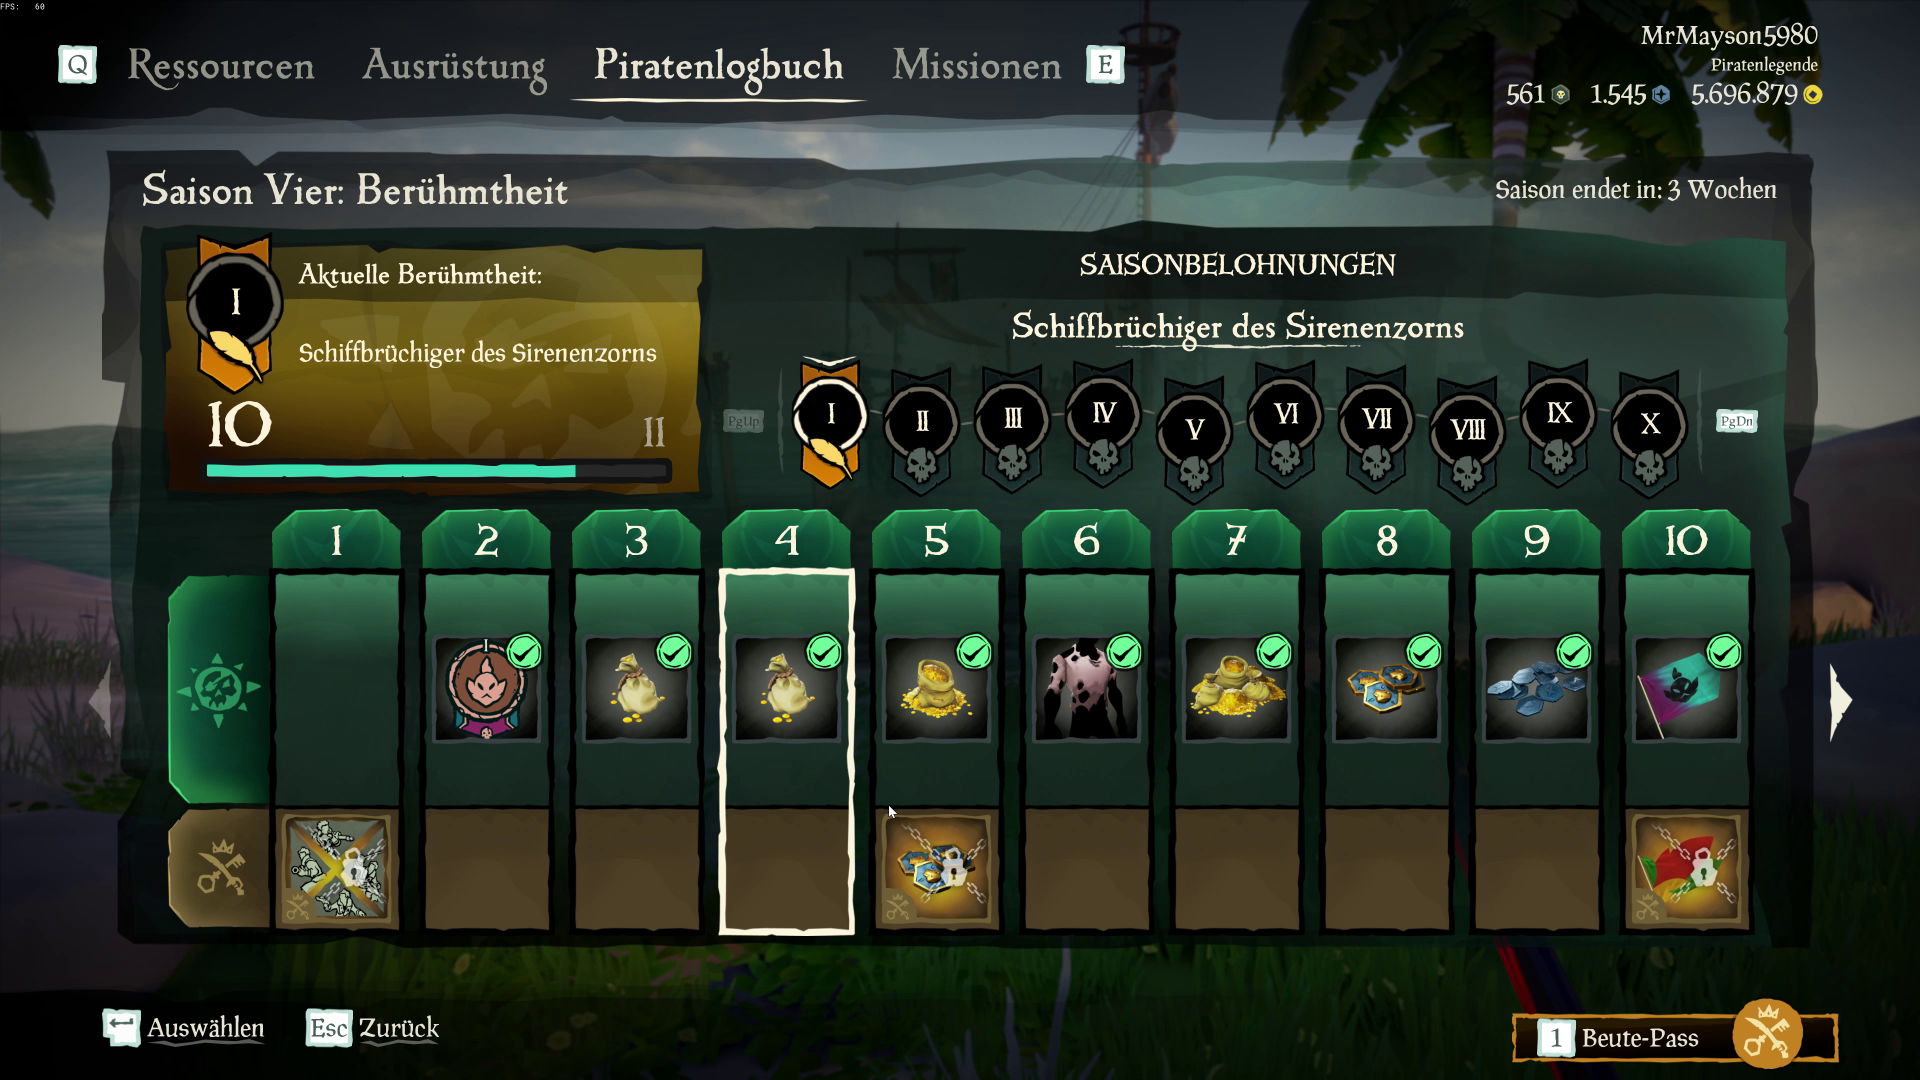 FPS: 60
Q Ressourcen Ausrüstung Piratenlogbuch Missionen E
MrMayson5980
Piratenlegende
561 1.545 5.696.879
Saison Vier: Berühmtheit
Saison endet in: 3 Wochen
I
Aktuelle Berühmtheit:
Schiffbrüchiger des Sirenenzorns
10 11
SAISONBELOHNUNGEN
Schiffbrüchiger des Sirenenzorns
PgUp I II III IV V VI VII VIII IX X PgDn
1 2 3 4 5 6 7 8 9 10
I
Auswählen Esc Zurück
1 Beute-Pass